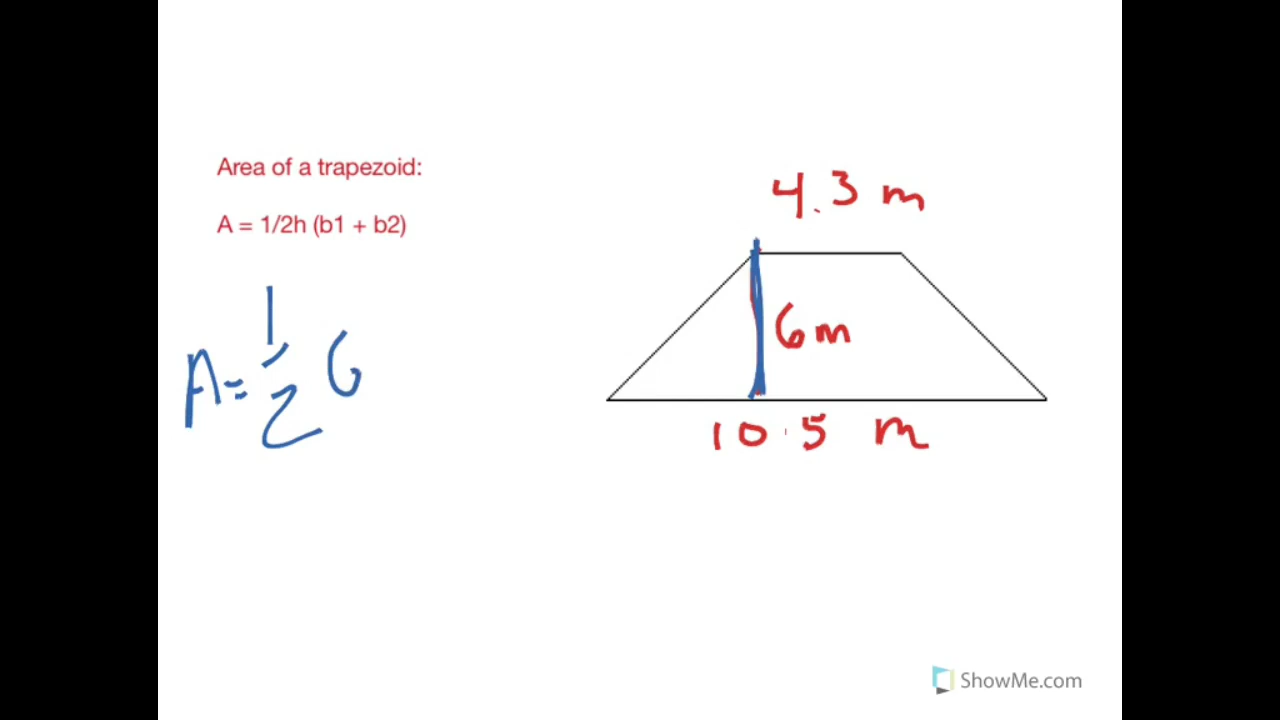 Area of a trapezoid:
A = 1/2h (b1 + b2)
A = 1/2 6
4.3 m
6m
10.5 m
ShowMe.com